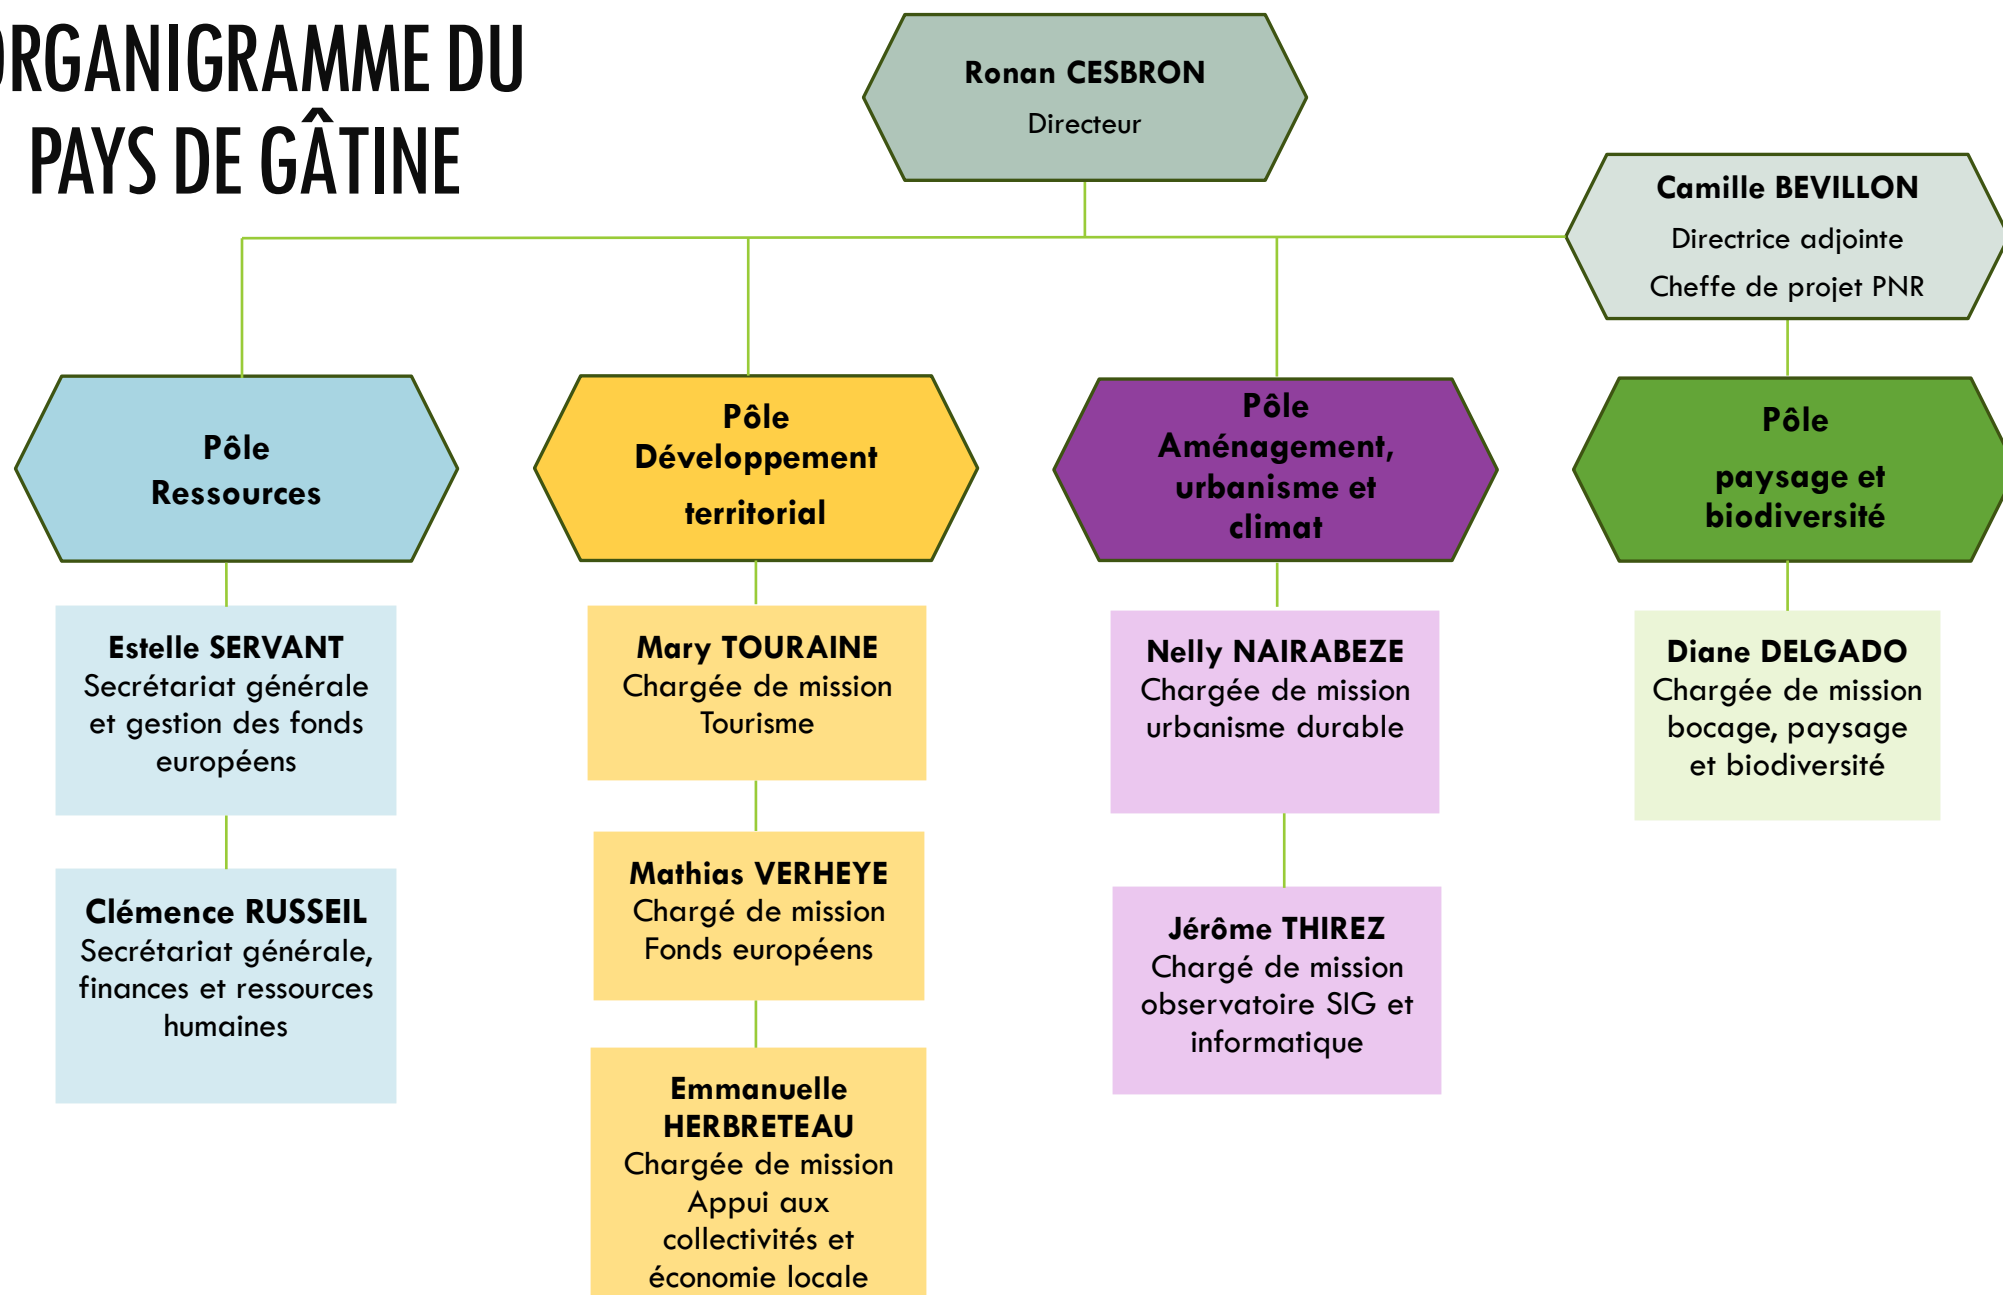 ORGANIGRAMME DU
PAYS DE GÂTINE
Ronan CESBRON
Directeur
Camille BEVILLON
Directrice adjointe
Cheffe de projet PNR
Pôle
Ressources
Pôle
Développement
territorial
Pôle
Aménagement,
urbanisme et
climat
Pôle
paysage et
biodiversité
Estelle SERVANT
Secrétariat générale
et gestion des fonds
européens
Clémence RUSSEIL
Secrétariat générale,
finances et ressources
humaines
Mary TOURAINE
Chargée de mission
Tourisme
Mathias VERHEYE
Chargé de mission
Fonds européens
Emmanuelle
HERBRETEAU
Chargée de mission
Appui aux
collectivités et
économie locale
Nelly NAIRABEZE
Chargée de mission
urbanisme durable
Jérôme THIREZ
Chargé de mission
observatoire SIG et
informatique
Diane DELGADO
Chargée de mission
bocage, paysage
et biodiversité